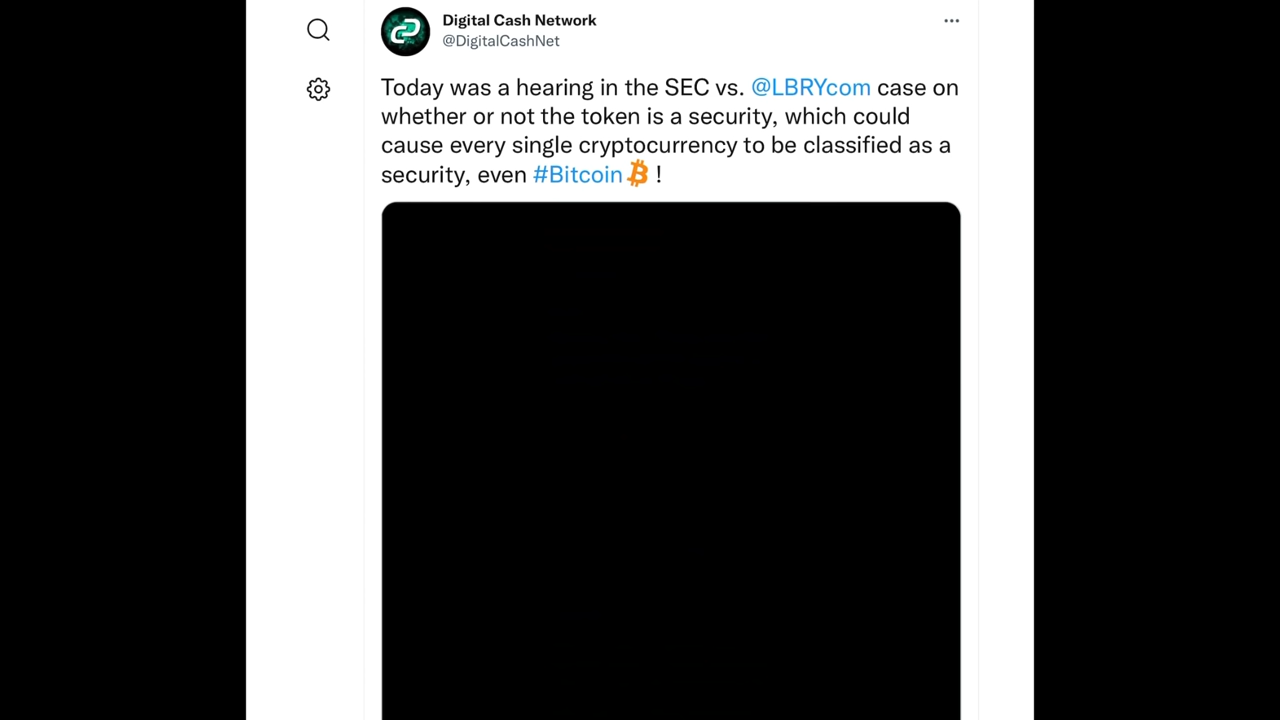 Digital Cash Network
@DigitalCashNet
Today was a hearing in the SEC vs. @LBRYcom case on
whether or not the token is a security, which could
cause every single cryptocurrency to be classified as a
security, even #Bitcoin !